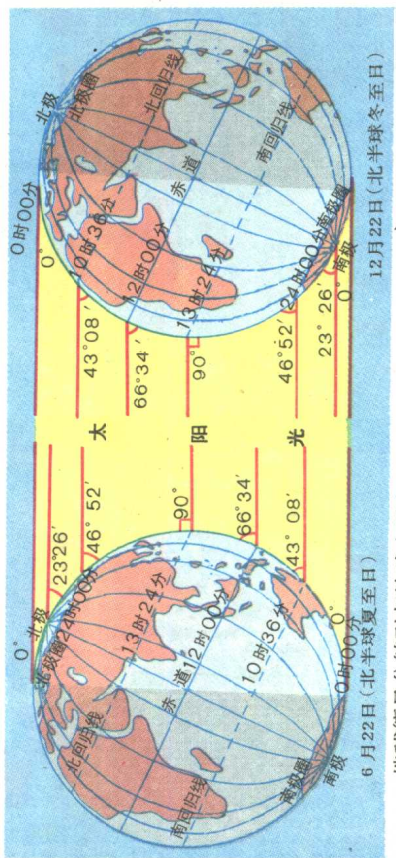 0°
23°26′
46°52′
90°
66°34′
43°08′
0°
北极
北极圈24时00分
13时24分
北回归线
赤道12时00分
10时36分
南回归线
南极圈
南极
0时00分
6月22日(北半球夏至日)
太阳光
0时00分
0°
43°08′
66°34′
90°
46°52′
23°26′
0°
北极
北极圈
北回归线
10时36分
赤道
12时00分
南回归线
13时24分
24时00分南极圈
南极
12月22日(北半球冬至日)